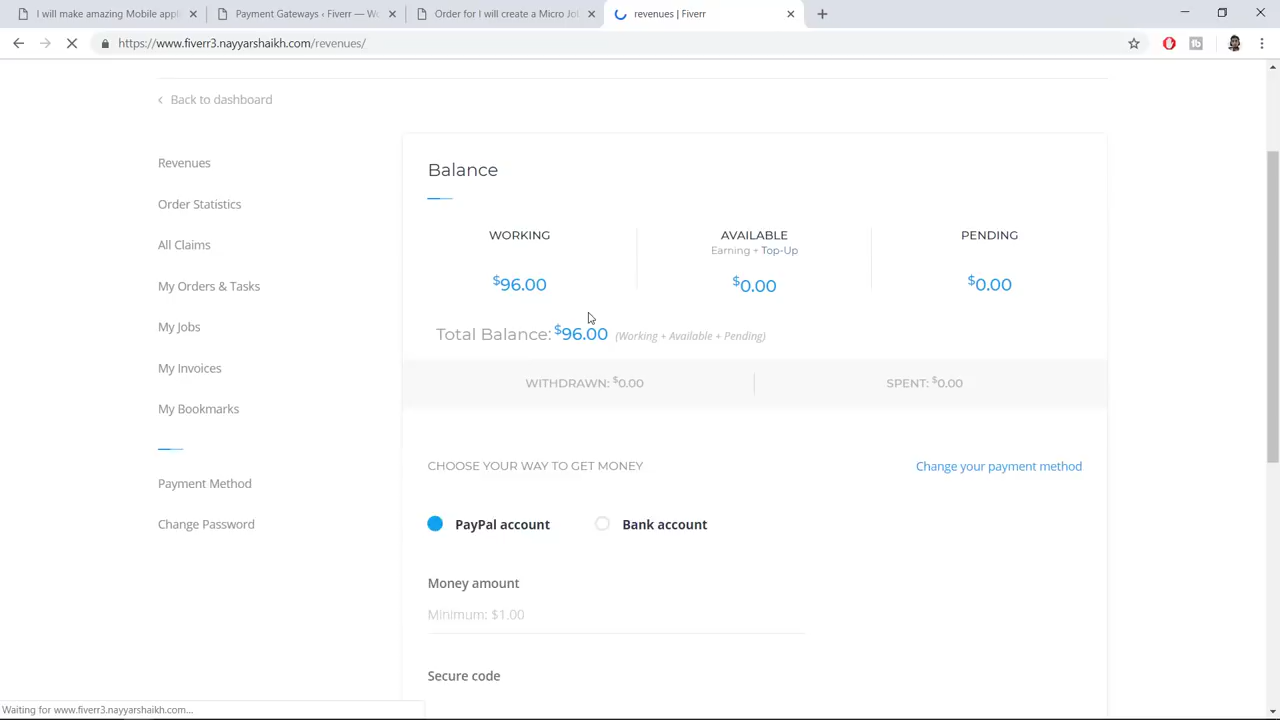 I will make amazing Mobile appl
Payment Gateways ‹ Fiverr — Wo
Order for I will create a Micro Jo
revenues | Fiverr
https://www.fiverr3.nayyarshaikh.com/revenues/
Back to dashboard
Revenues
Order Statistics
All Claims
My Orders & Tasks
My Jobs
My Invoices
My Bookmarks
Payment Method
Change Password
Balance
WORKING
$96.00
AVAILABLE
Earning + Top-Up
$0.00
PENDING
$0.00
Total Balance: $96.00 (Working + Available + Pending)
WITHDRAWN: $0.00
SPENT: $0.00
CHOOSE YOUR WAY TO GET MONEY
Change your payment method
PayPal account
Bank account
Money amount
Minimum: $1.00
Secure code
Waiting for www.fiverr3.nayyarshaikh.com...